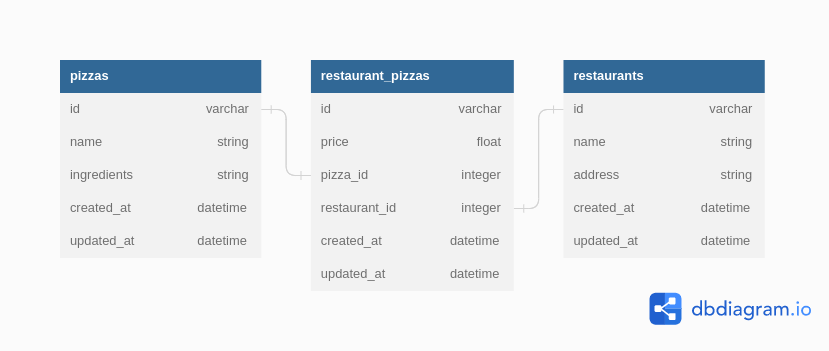 pizzas
id varchar
name string
ingredients string
created_at datetime
updated_at datetime
restaurant_pizzas
id varchar
price float
pizza_id integer
restaurant_id integer
created_at datetime
updated_at datetime
restaurants
id varchar
name string
address string
created_at datetime
updated_at datetime
dbdiagram.io